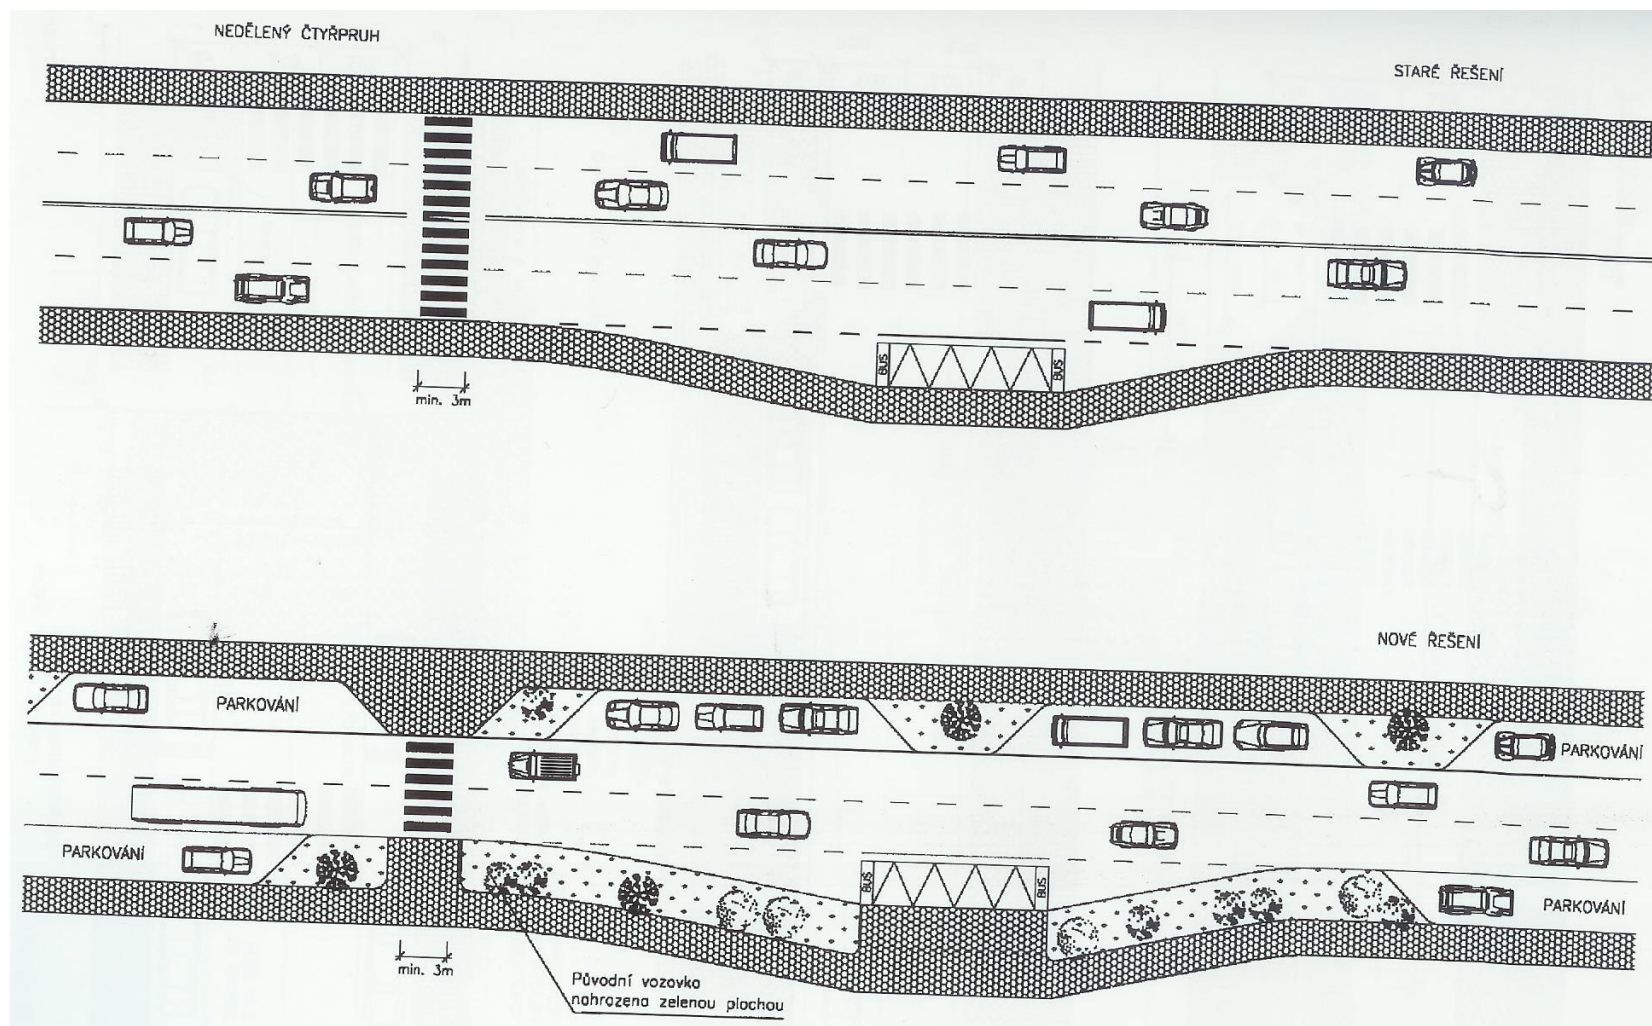 NEDĚLENÝ ČTYŘPRUH
STARÉ ŘEŠENÍ
BUS
BUS
min. 3m
NOVÉ ŘEŠENÍ
PARKOVÁNÍ
PARKOVÁNÍ
PARKOVÁNÍ
BUS
BUS
PARKOVÁNÍ
min. 3m
Původní vozovka
nahrazena zelenou plochou